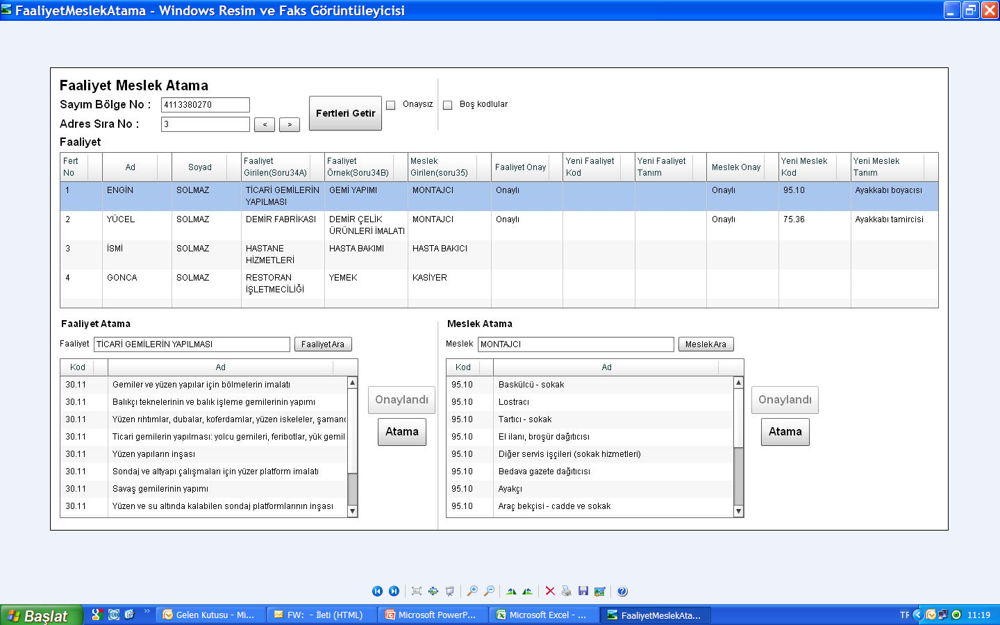 FaaliyetMeslekAtama - Windows Resim ve Faks Görüntüleyicisi
Faaliyet Meslek Atama
Sayım Bölge No : 4113380270 Fertleri Getir Onaysız Boş kodlular
Adres Sıra No : 3 < >
Faaliyet
Fert No Ad Soyad Faaliyet Girilen(Soru34A) Faaliyet Örnek(Soru34B) Meslek Girilen(soru35) Faaliyet Onay Yeni Faaliyet Kod Yeni Faaliyet Tanım Meslek Onay Yeni Meslek Kod Yeni Meslek Tanım
1 ENGİN SOLMAZ TİCARİ GEMİLERİN YAPILMASI GEMİ YAPIMI MONTAJCI Onaylı Onaylı 95.10 Ayakkabı boyacısı
2 YÜCEL SOLMAZ DEMİR FABRİKASI DEMİR ÇELİK ÜRÜNLERİ İMALATI MONTAJCI Onaylı Onaylı 75.36 Ayakkabı tamircisi
3 İSMİ SOLMAZ HASTANE HİZMETLERİ HASTA BAKIMI HASTA BAKICI
4 GONCA SOLMAZ RESTORAN İŞLETMECİLİĞİ YEMEK KASİYER
Faaliyet Atama
Faaliyet TİCARİ GEMİLERİN YAPILMASI Faaliyet Ara
Kod Ad
30.11 Gemiler ve yüzen yapılar için bölmelerin imalatı
30.11 Balıkçı teknelerinin ve balık işleme gemilerinin yapımı
30.11 Yüzen rıhtımlar, dubalar, koferdamlar, yüzen iskeleler, şamanc
30.11 Ticari gemilerin yapılması: yolcu gemileri, feribotlar, yük gemil
30.11 Yüzen yapıların inşası
30.11 Sondaj ve altyapı çalışmaları için yüzer platform imalatı
30.11 Savaş gemilerinin yapımı
30.11 Yüzen ve su altında kalabilen sondaj platformlarının inşası
Onaylandı
Atama
Meslek Atama
Meslek MONTAJCI Meslek Ara
Kod Ad
95.10 Baskülcü - sokak
95.10 Lostracı
95.10 Tartıcı - sokak
95.10 El ilanı, broşür dağıtıcısı
95.10 Diğer servis işçileri (sokak hizmetleri)
95.10 Bedava gazete dağıtıcısı
95.10 Ayakçı
95.10 Araç bekçisi - cadde ve sokak
Onaylandı
Atama
Başlat Gelen Kutusu - Mi... FW: - İleti (HTML) Microsoft PowerP... Microsoft Excel - ... FaaliyetMeslekAta... TR 11:19